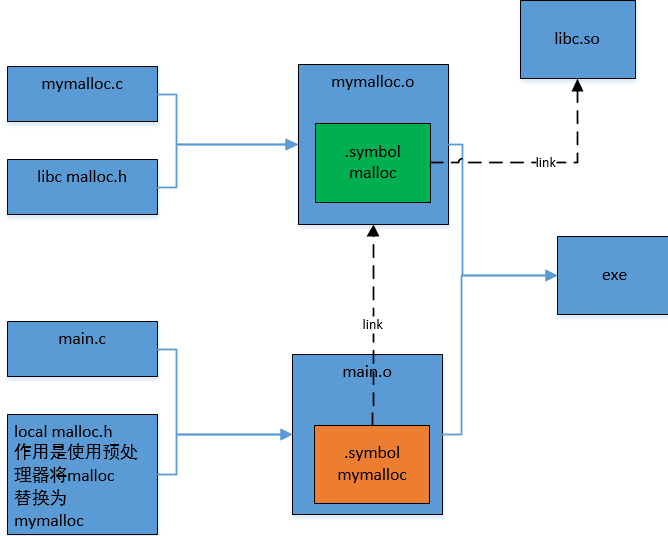 libc.so
mymalloc.c
mymalloc.o
.symbol
malloc
link
libc malloc.h
exe
link
main.c
main.o
local malloc.h
作用是使用预处
理器将malloc
替换为
mymalloc
.symbol
mymalloc